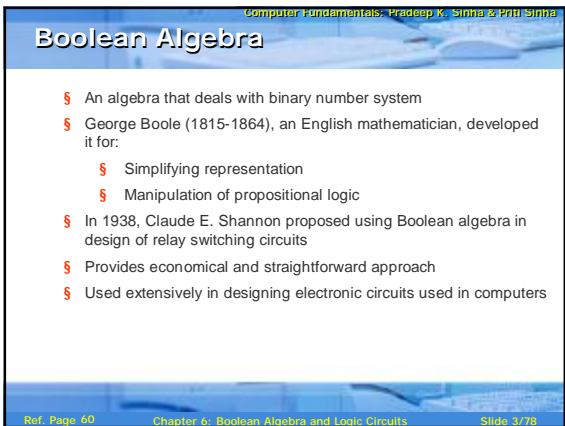 Computer Fundamentals: Pradeep K. Sinha & Priti Sinha
Boolean Algebra
§ An algebra that deals with binary number system
§ George Boole (1815-1864), an English mathematician, developed
it for:
§ Simplifying representation
§ Manipulation of propositional logic
§ In 1938, Claude E. Shannon proposed using Boolean algebra in
design of relay switching circuits
§ Provides economical and straightforward approach
§ Used extensively in designing electronic circuits used in computers
Ref. Page 60 Chapter 6: Boolean Algebra and Logic Circuits Slide 3/78